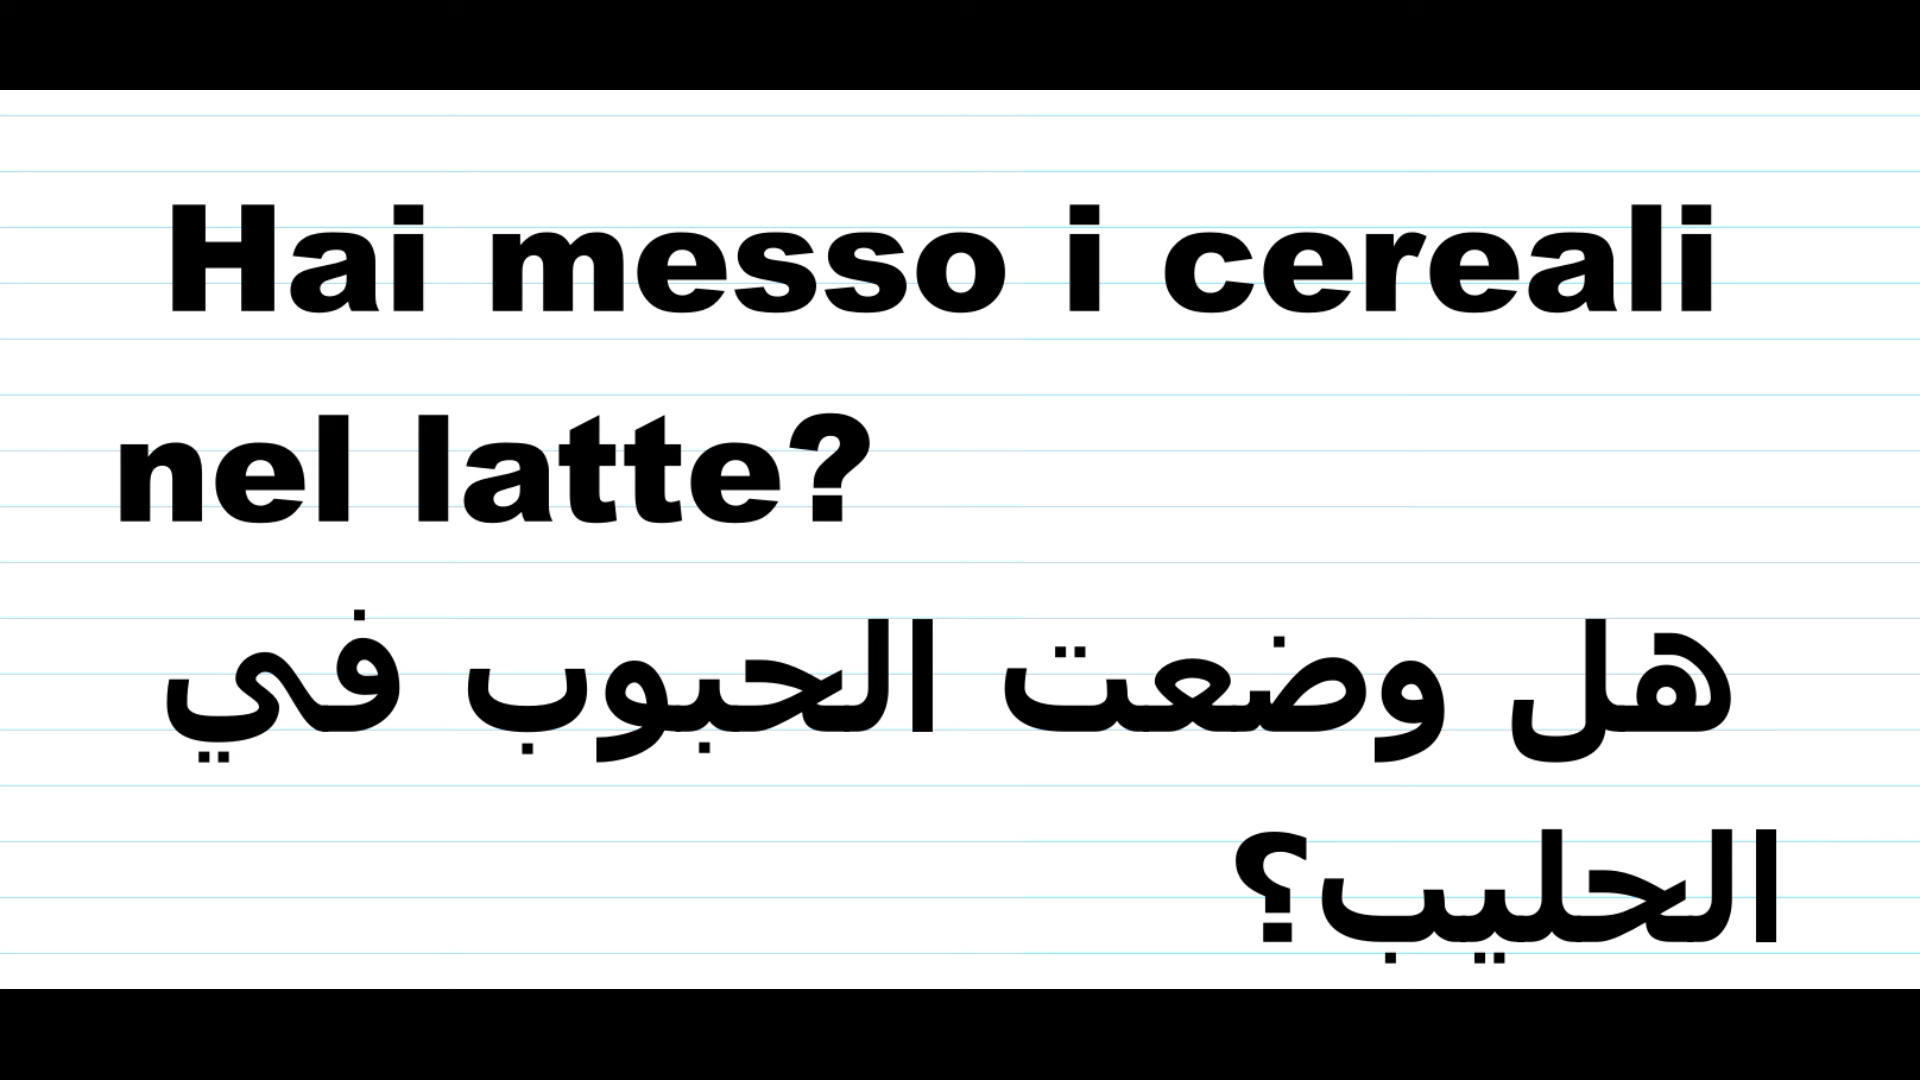 Hai messo i cereali
nel latte?
هل وضعت الحبوب في
الحليب؟